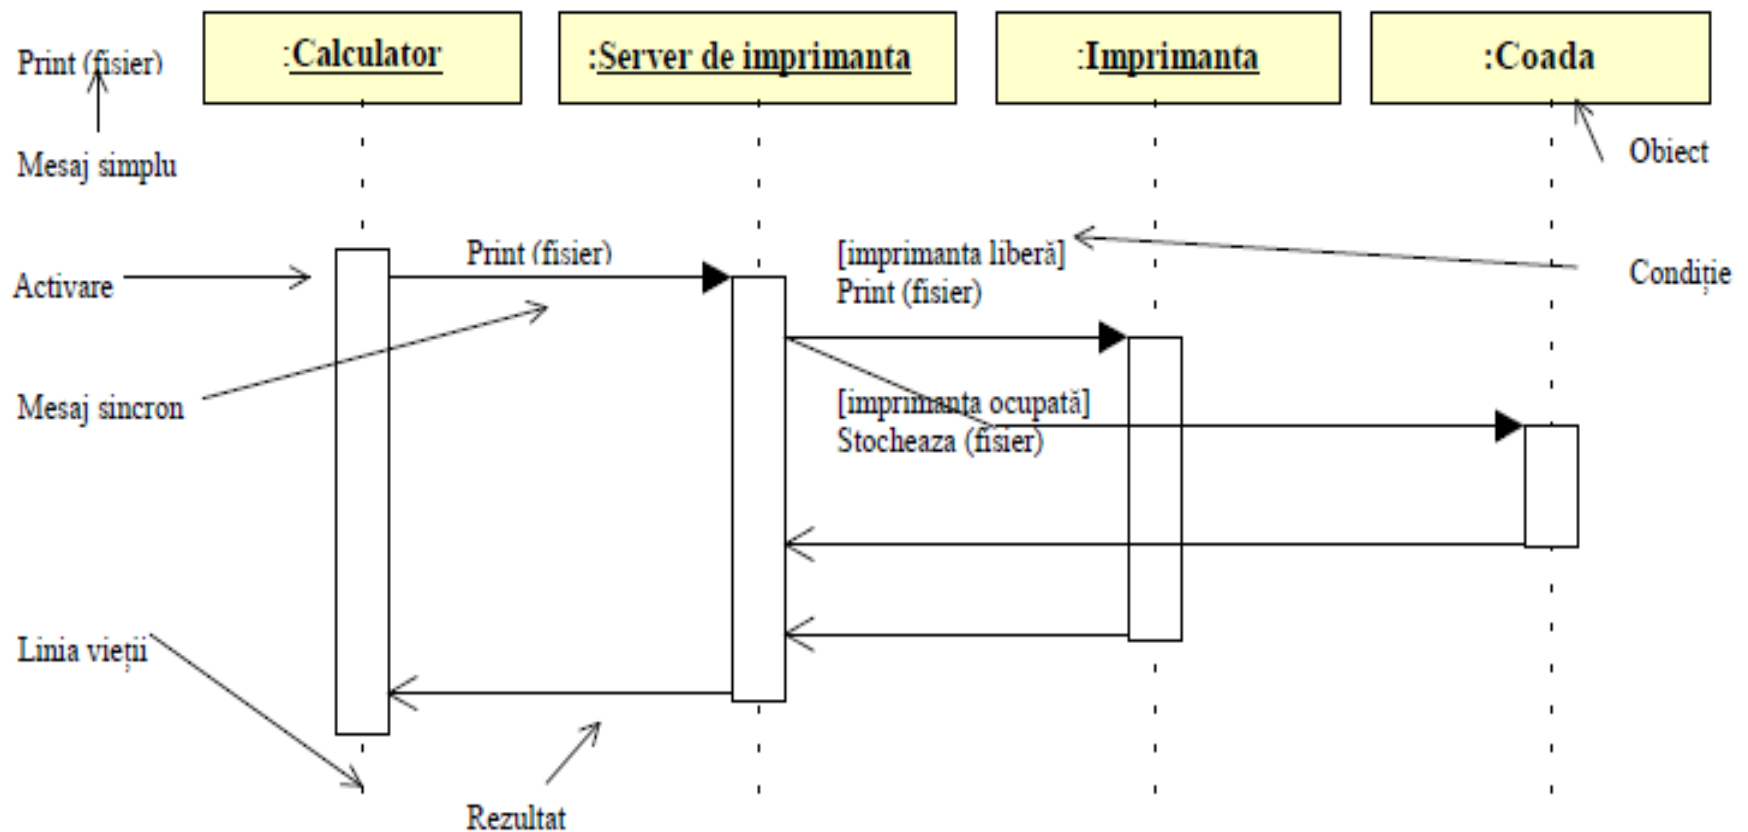 :Calculator
:Server de imprimanta
:Imprimanta
:Coada
Print (fisier)
Mesaj simplu
Obiect
Print (fisier)
[imprimanta liberă]
Print (fisier)
Condiție
Activare
Mesaj sincron
[imprimanta ocupată]
Stocheaza (fisier)
Linia vieții
Rezultat